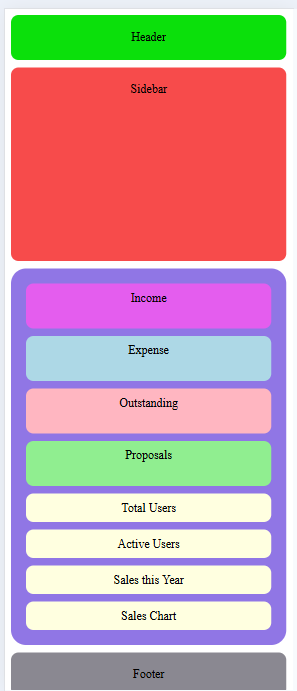 Header
Sidebar
Income
Expense
Outstanding
Proposals
Total Users
Active Users
Sales this Year
Sales Chart
Footer